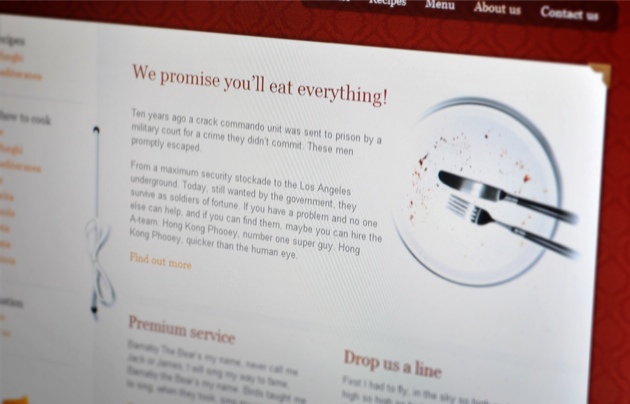 Recipes Menu About us Contact us
how to cook
We promise you'll eat everything!
Ten years ago a crack commando unit was sent to prison by a
military court for a crime they didn't commit. These men
promptly escaped.
From a maximum security stockade to the Los Angeles
underground. Today, still wanted by the government, they
survive as soldiers of fortune. If you have a problem and no one
else can help, and if you can find them, maybe you can hire the
A-team. Hong Kong Phooey, number one super guy. Hong
Kong Phooey, quicker than the human eye.
Find out more
Premium service
Barnaby The Bear's my name, never call me
Jack or James, I will sing my way to fame,
Barnaby the Bear's my name. Birds taught me
to sing, when they took
Drop us a line
First I had to fly, in the sky so high